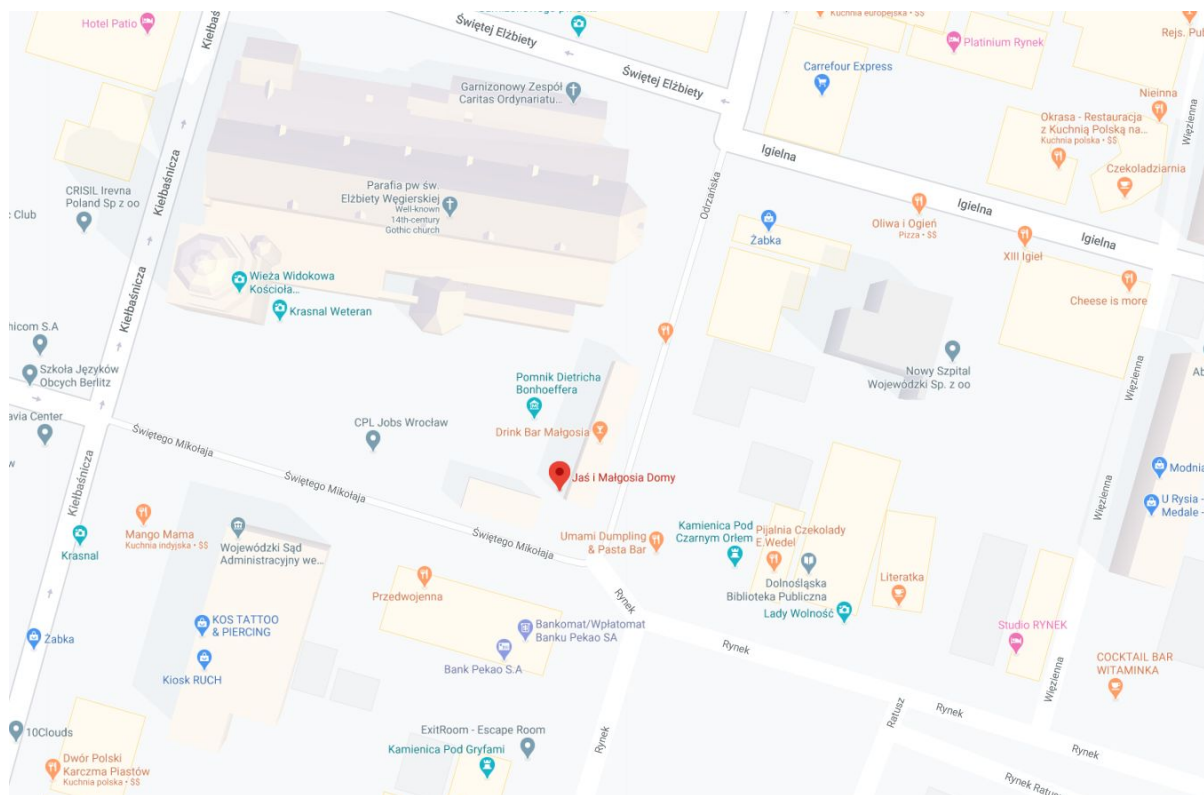 Hotel Patio
Kiełbaśnicza
Świętej Elżbiety
Kuchnia europejska • $$
Platinium Rynek
Carrefour Express
Świętej Elżbiety
Garnizonowy Zespół
Caritas Ordynariatu...
Nieinna
Więzienna
Okrasa - Restauracja
z Kuchnią Polską na...
Kuchnia polska • $$
Czekoladziarnia
Igielna
Kiełbaśnicza
CRISIL Irevna
Poland Sp z oo
Club
Parafia pw św.
Elżbiety Węgierskiej
Well-known
14th-century
Gothic church
Odrzańska
Igielna
Oliwa i Ogień
Pizza • $$
Żabka
Igielna
XIII Igieł
Wieża Widokowa
Kościoła...
Kiełbaśnicza
Krasnal Weteran
Cheese is more
hicom S.A
Szkoła Języków
Obcych Berlitz
Pomnik Dietricha
Bonhoeffera
Nowy Szpital
Wojewódzki Sp. z oo
Więzienna
Ab
avia Center
Świętego Mikołaja
CPL Jobs Wrocław
Drink Bar Małgosia
Jaś i Małgosia Domy
Kiełbaśnicza
Świętego Mikołaja
Modnia
U Rysia -
Medale -
Więzienna
Mango Mama
Kuchnia indyjska • $$
Krasnal
Wojewódzki Sąd
Administracyjny we...
Świętego Mikołaja
Umami Dumpling
& Pasta Bar
Kamienica Pod
Czarnym Orłem
Pijalnia Czekolady
E.Wedel
Dolnośląska
Biblioteka Publiczna
Literatka
Przedwojenna
Rynek
Lady Wolność
KOS TATTOO
& PIERCING
Żabka
Bankomat/Wpłatomat
Banku Pekao SA
Bank Pekao S.A
Studio RYNEK
Rynek
Kiosk RUCH
COCKTAIL BAR
WITAMINKA
Więzienna
10Clouds
ExitRoom - Escape Room
Kamienica Pod Gryfami
Rynek
Ratusz
Rynek
Rynek
Dwór Polski
Karczma Piastów
Kuchnia polska • $$